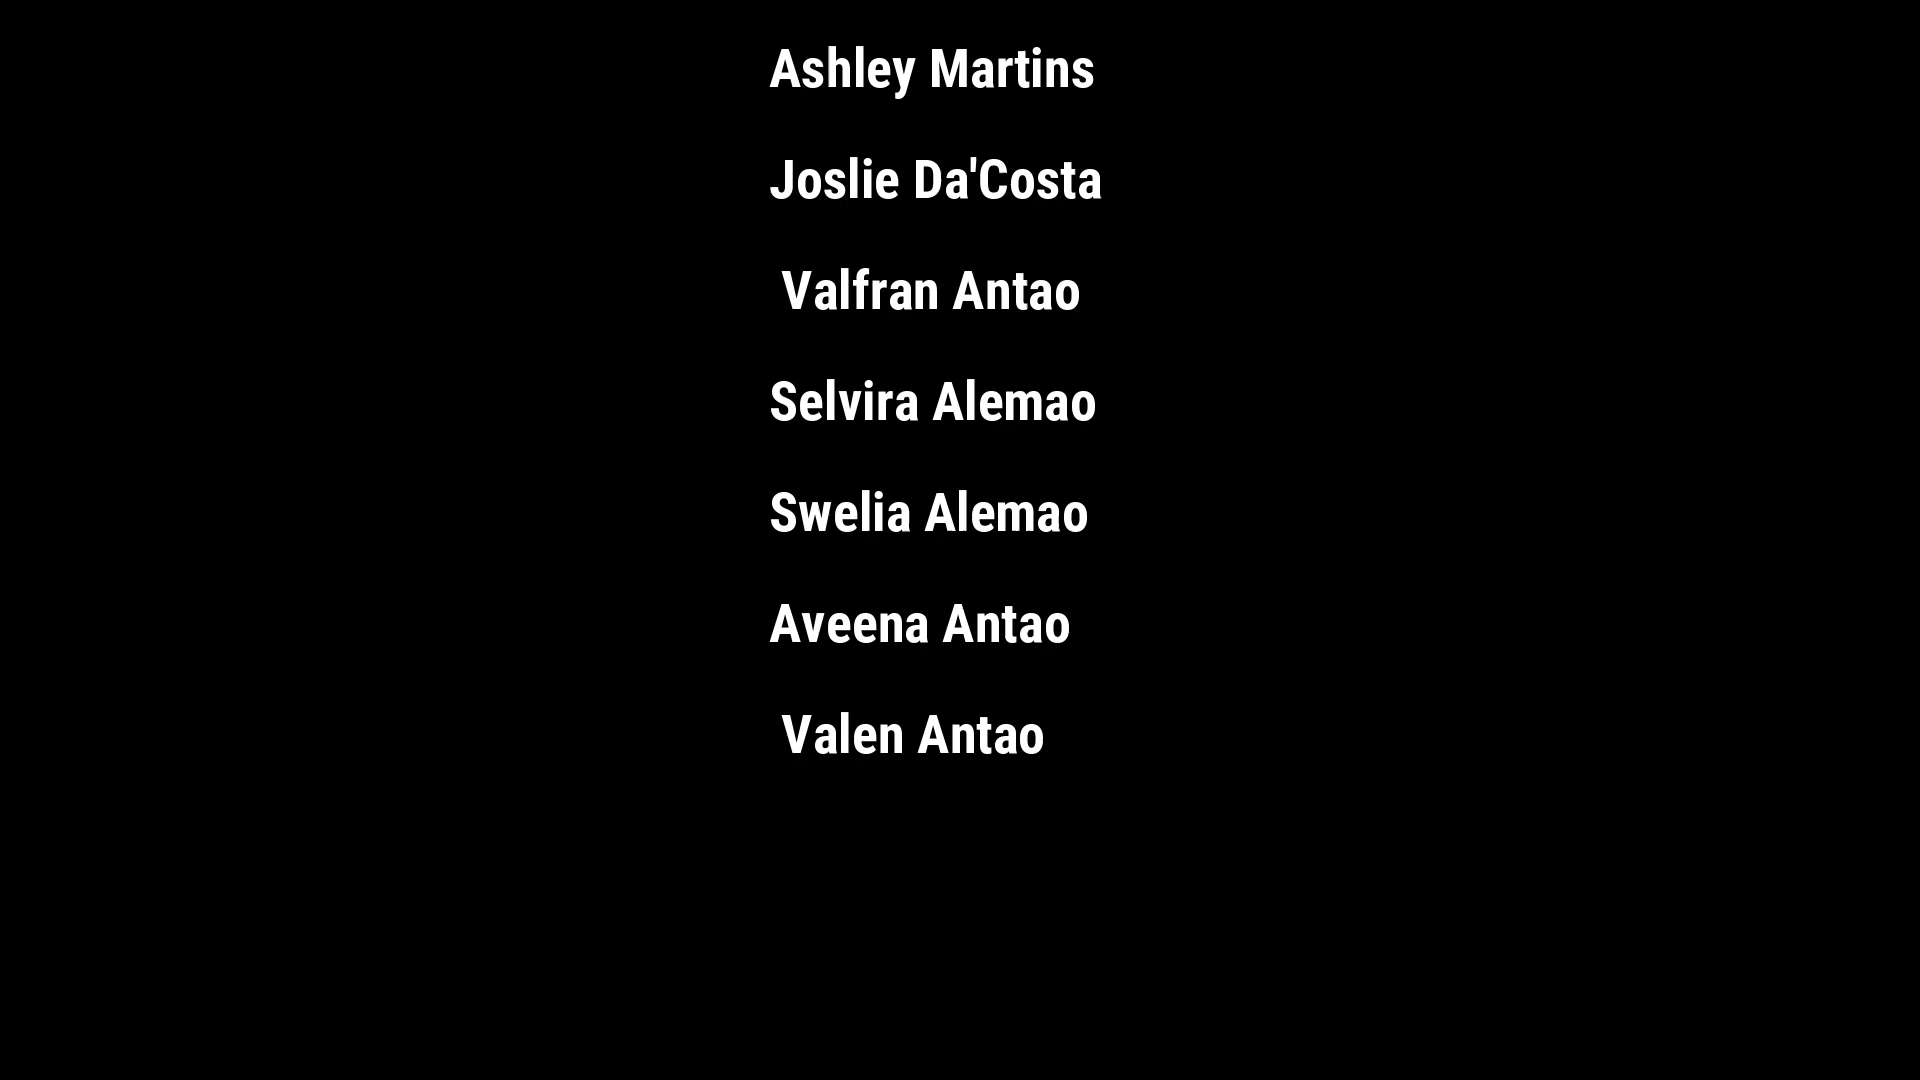 Ashley Martins
Joslie Da'Costa
Valfran Antao
Selvira Alemao
Swelia Alemao
Aveena Antao
Valen Antao